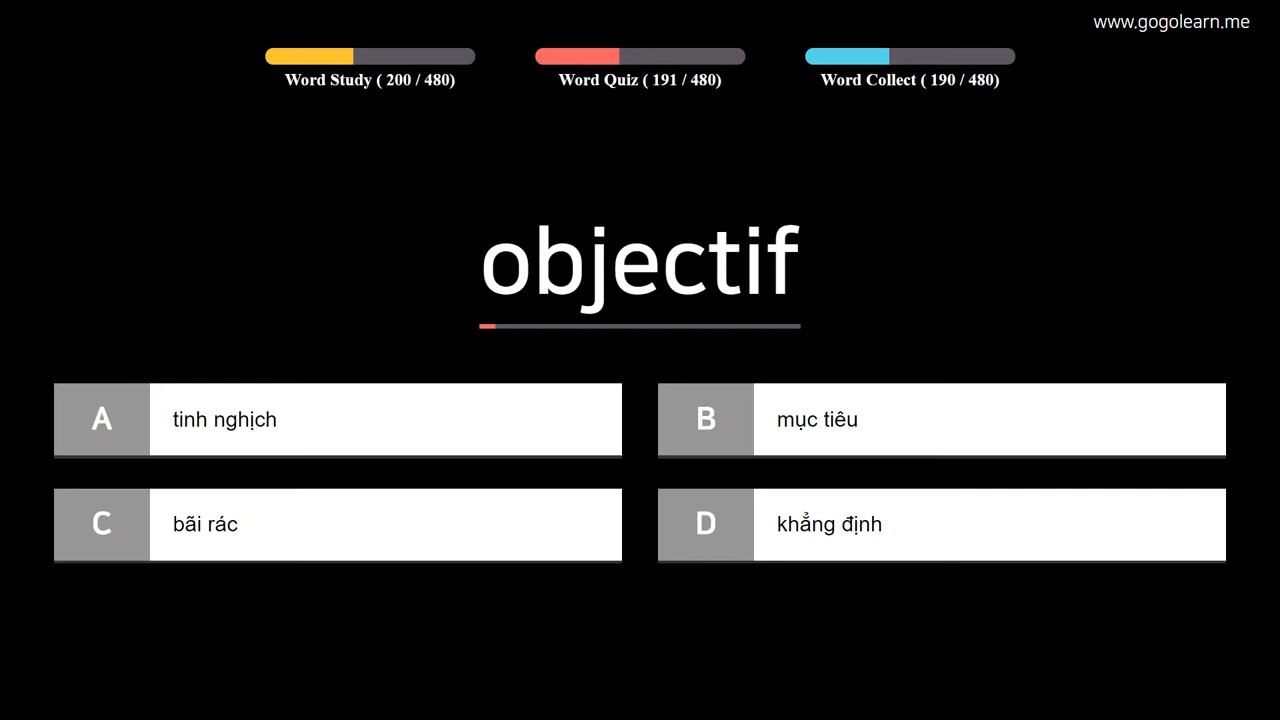 www.gogolearn.me
Word Study ( 200 / 480)
Word Quiz ( 191 / 480)
Word Collect ( 190 / 480)
objectif
A tinh nghịch
B mục tiêu
C bãi rác
D khẳng định